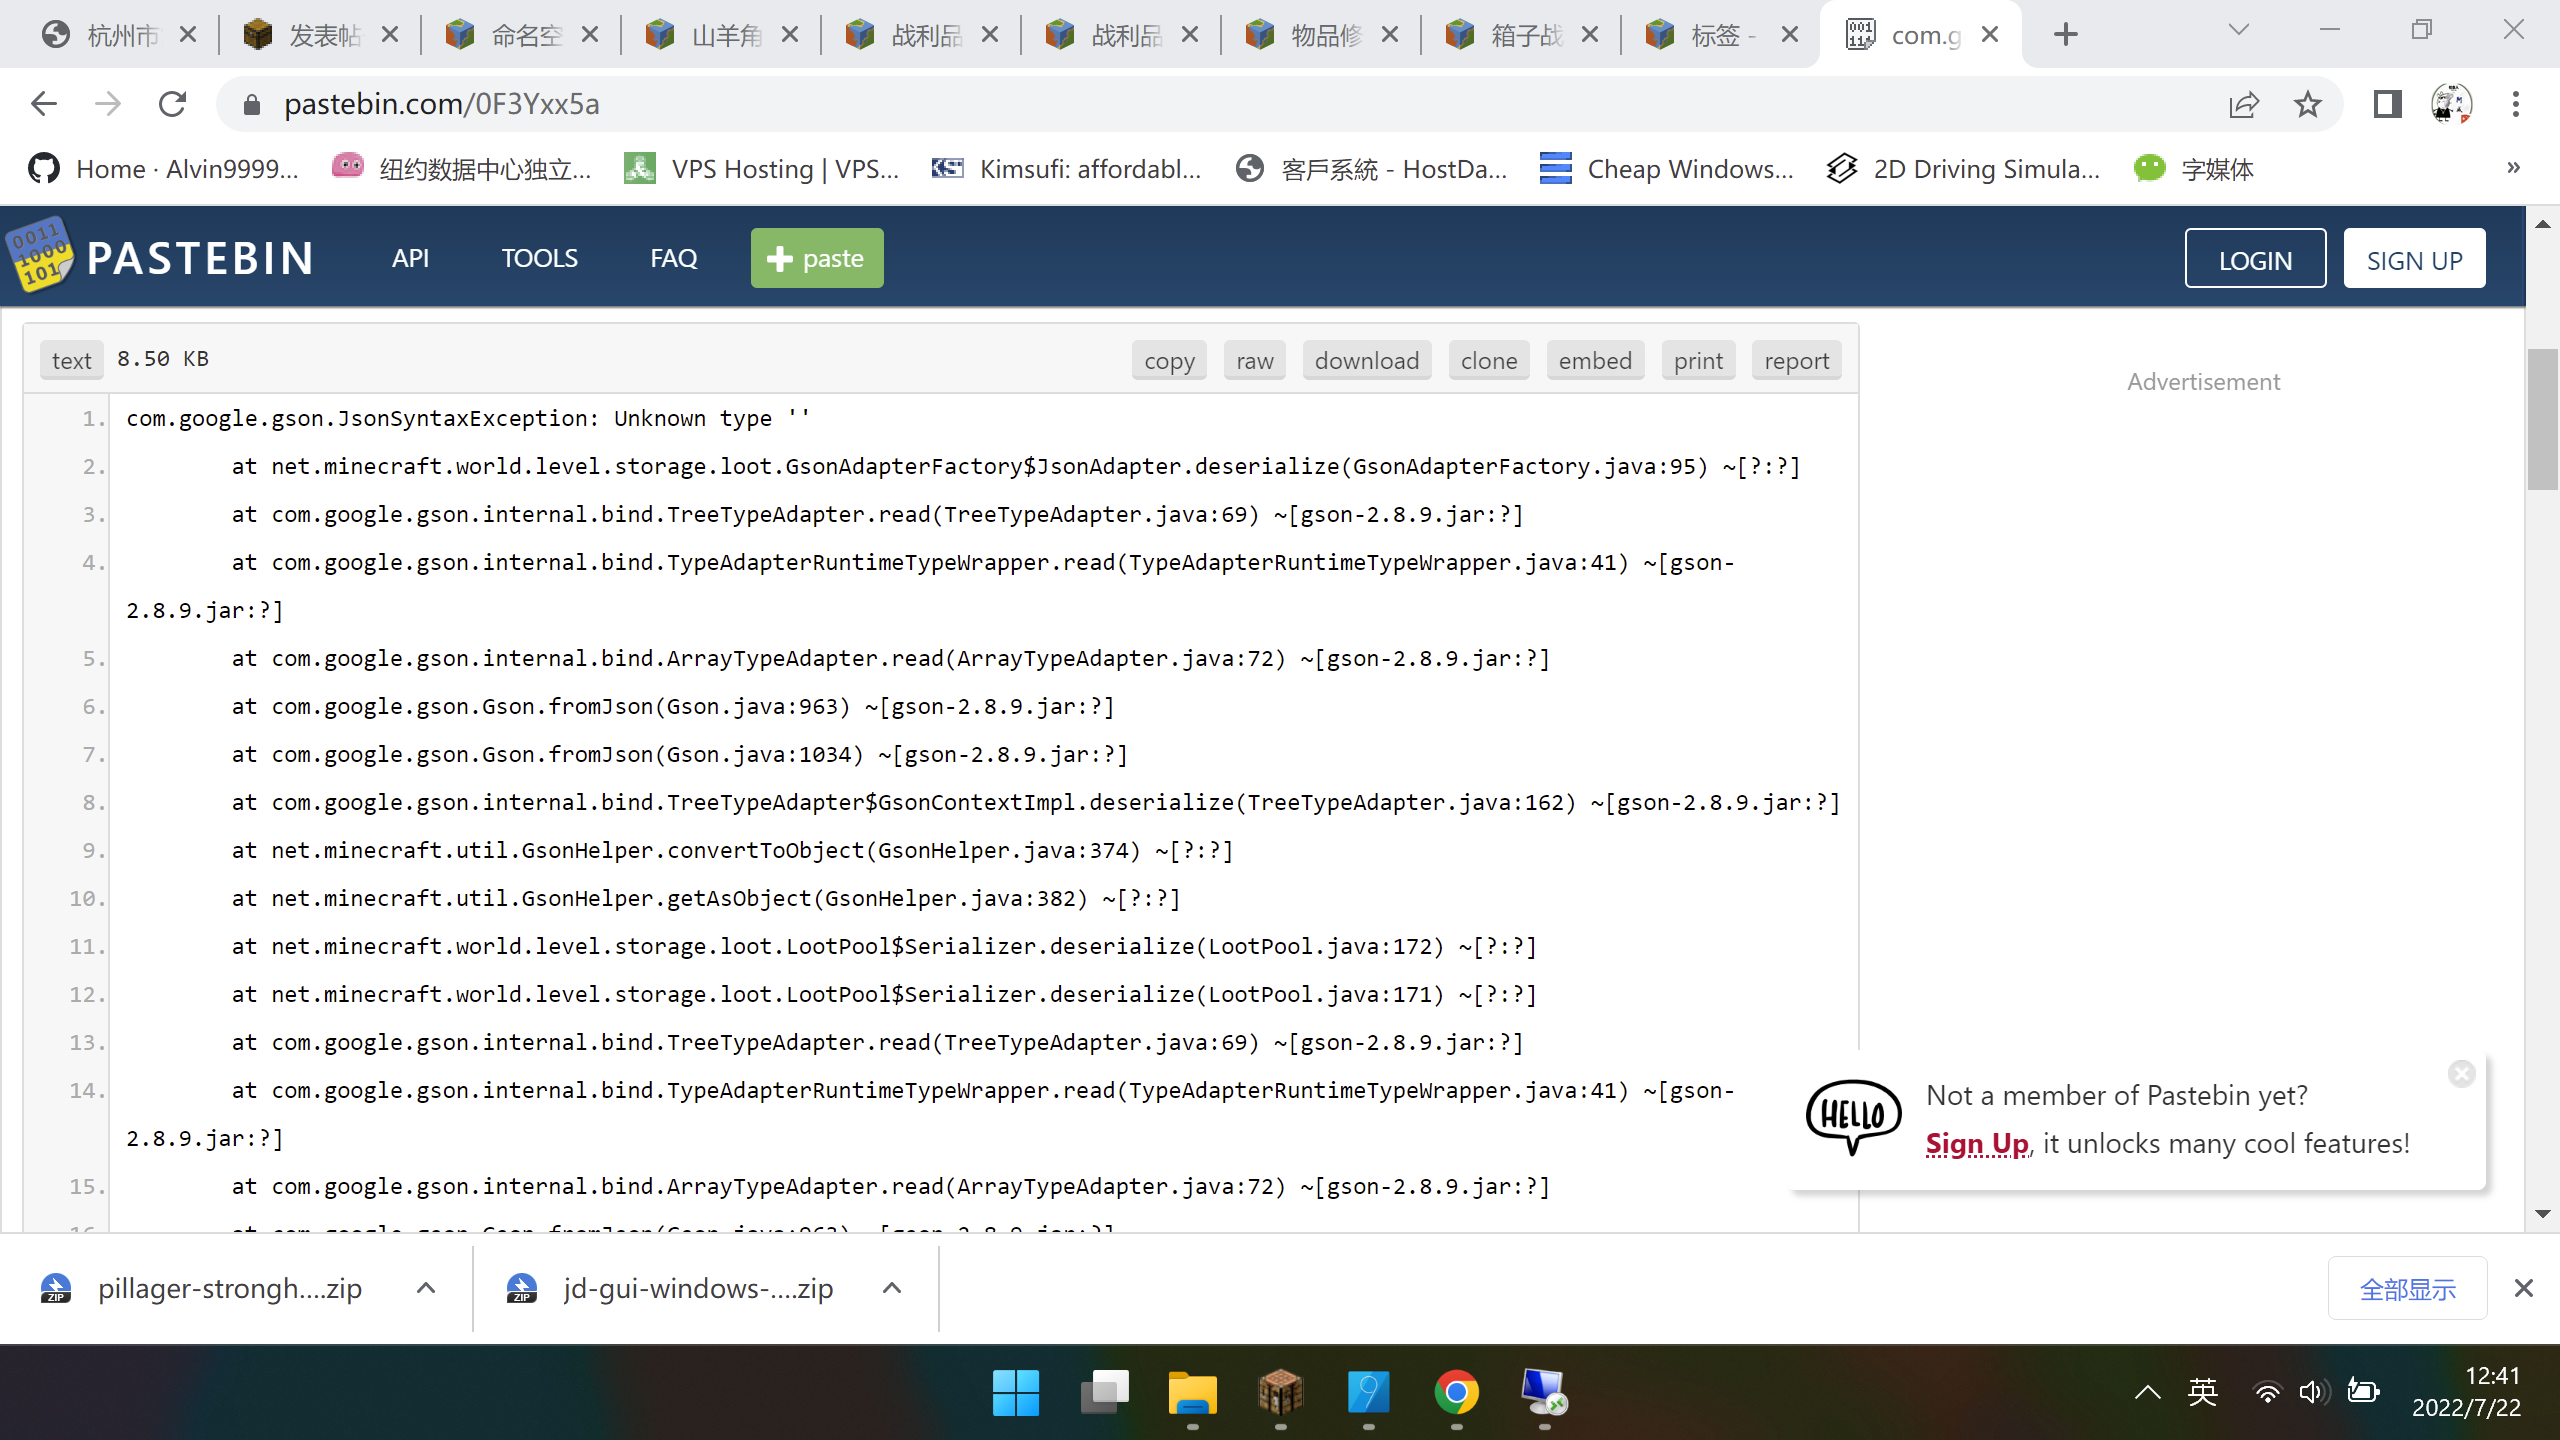 杭州市
发表帖
命名空
山羊角
战利品
战利品
物品修
箱子战
标签 -
com.g
pastebin.com/0F3Yxx5a
Home · Alvin9999...
纽约数据中心独立...
VPS Hosting | VPS...
Kimsufi: affordabl...
客戶系統 - HostDa...
Cheap Windows...
2D Driving Simula...
字媒体
»
PASTEBIN
API
TOOLS
FAQ
paste
LOGIN
SIGN UP
text 8.50 KB
copy
raw
download
clone
embed
print
report
Advertisement
1. com.google.gson.JsonSyntaxException: Unknown type ''
2. at net.minecraft.world.level.storage.loot.GsonAdapterFactory$JsonAdapter.deserialize(GsonAdapterFactory.java:95) ~[?:?]
3. at com.google.gson.internal.bind.TreeTypeAdapter.read(TreeTypeAdapter.java:69) ~[gson-2.8.9.jar:?]
4. at com.google.gson.internal.bind.TypeAdapterRuntimeTypeWrapper.read(TypeAdapterRuntimeTypeWrapper.java:41) ~[gson-
2.8.9.jar:?]
5. at com.google.gson.internal.bind.ArrayTypeAdapter.read(ArrayTypeAdapter.java:72) ~[gson-2.8.9.jar:?]
6. at com.google.gson.Gson.fromJson(Gson.java:963) ~[gson-2.8.9.jar:?]
7. at com.google.gson.Gson.fromJson(Gson.java:1034) ~[gson-2.8.9.jar:?]
8. at com.google.gson.internal.bind.TreeTypeAdapter$GsonContextImpl.deserialize(TreeTypeAdapter.java:162) ~[gson-2.8.9.jar:?]
9. at net.minecraft.util.GsonHelper.convertToObject(GsonHelper.java:374) ~[?:?]
10. at net.minecraft.util.GsonHelper.getAsObject(GsonHelper.java:382) ~[?:?]
11. at net.minecraft.world.level.storage.loot.LootPool$Serializer.deserialize(LootPool.java:172) ~[?:?]
12. at net.minecraft.world.level.storage.loot.LootPool$Serializer.deserialize(LootPool.java:171) ~[?:?]
13. at com.google.gson.internal.bind.TreeTypeAdapter.read(TreeTypeAdapter.java:69) ~[gson-2.8.9.jar:?]
14. at com.google.gson.internal.bind.TypeAdapterRuntimeTypeWrapper.read(TypeAdapterRuntimeTypeWrapper.java:41) ~[gson-
2.8.9.jar:?]
15. at com.google.gson.internal.bind.ArrayTypeAdapter.read(ArrayTypeAdapter.java:72) ~[gson-2.8.9.jar:?]
16. at com.google.gson.Gson.fromJson(Gson.java:963) ~[gson-2.8.9.jar:?]
HELLO
Not a member of Pastebin yet?
Sign Up, it unlocks many cool features!
pillager-strongh....zip
jd-gui-windows-....zip
全部显示
英
12:41
2022/7/22